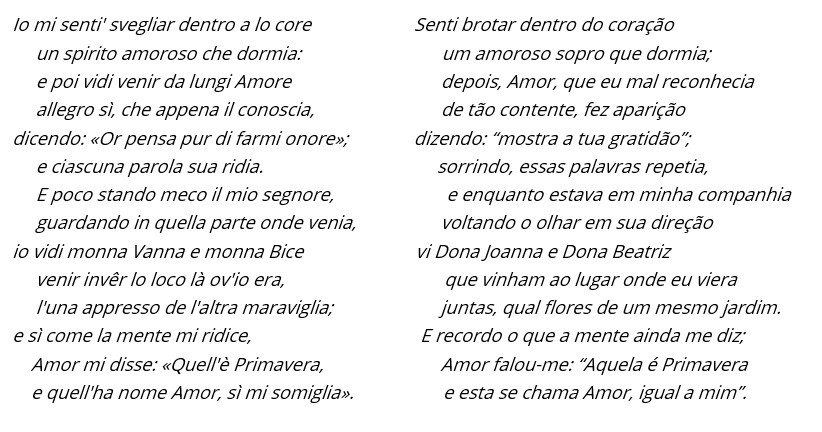 Io mi senti' svegliar dentro a lo core
un spirito amoroso che dormia:
e poi vidi venir da lungi Amore
allegro sì, che appena il conoscia,
dicendo: «Or pensa pur di farmi onore»;
e ciascuna parola sua ridia.
E poco stando meco il mio segnore,
guardando in quella parte onde venia,
io vidi monna Vanna e monna Bice
venir invêr lo loco là ov'io era,
l'una appresso de l'altra maraviglia;
e sì come la mente mi ridice,
Amor mi disse: «Quell'è Primavera,
e quell'ha nome Amor, sì mi somiglia».
Senti brotar dentro do coração
um amoroso sopro que dormia;
depois, Amor, que eu mal reconhecia
de tão contente, fez aparição
dizendo: “mostra a tua gratidão”;
sorrindo, essas palavras repetia,
e enquanto estava em minha companhia
voltando o olhar em sua direção
vi Dona Joanna e Dona Beatriz
que vinham ao lugar onde eu viera
juntas, qual flores de um mesmo jardim.
E recordo o que a mente ainda me diz;
Amor falou-me: “Aquela é Primavera
e esta se chama Amor, igual a mim”.